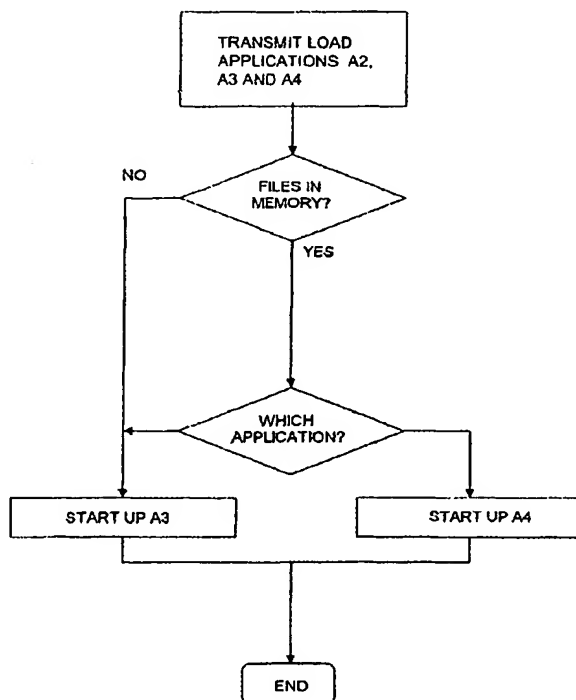 TRANSMIT LOAD
APPLICATIONS A2,
A3 AND A4
NO
FILES IN
MEMORY?
YES
WHICH
APPLICATION?
START UP A3
START UP A4
END